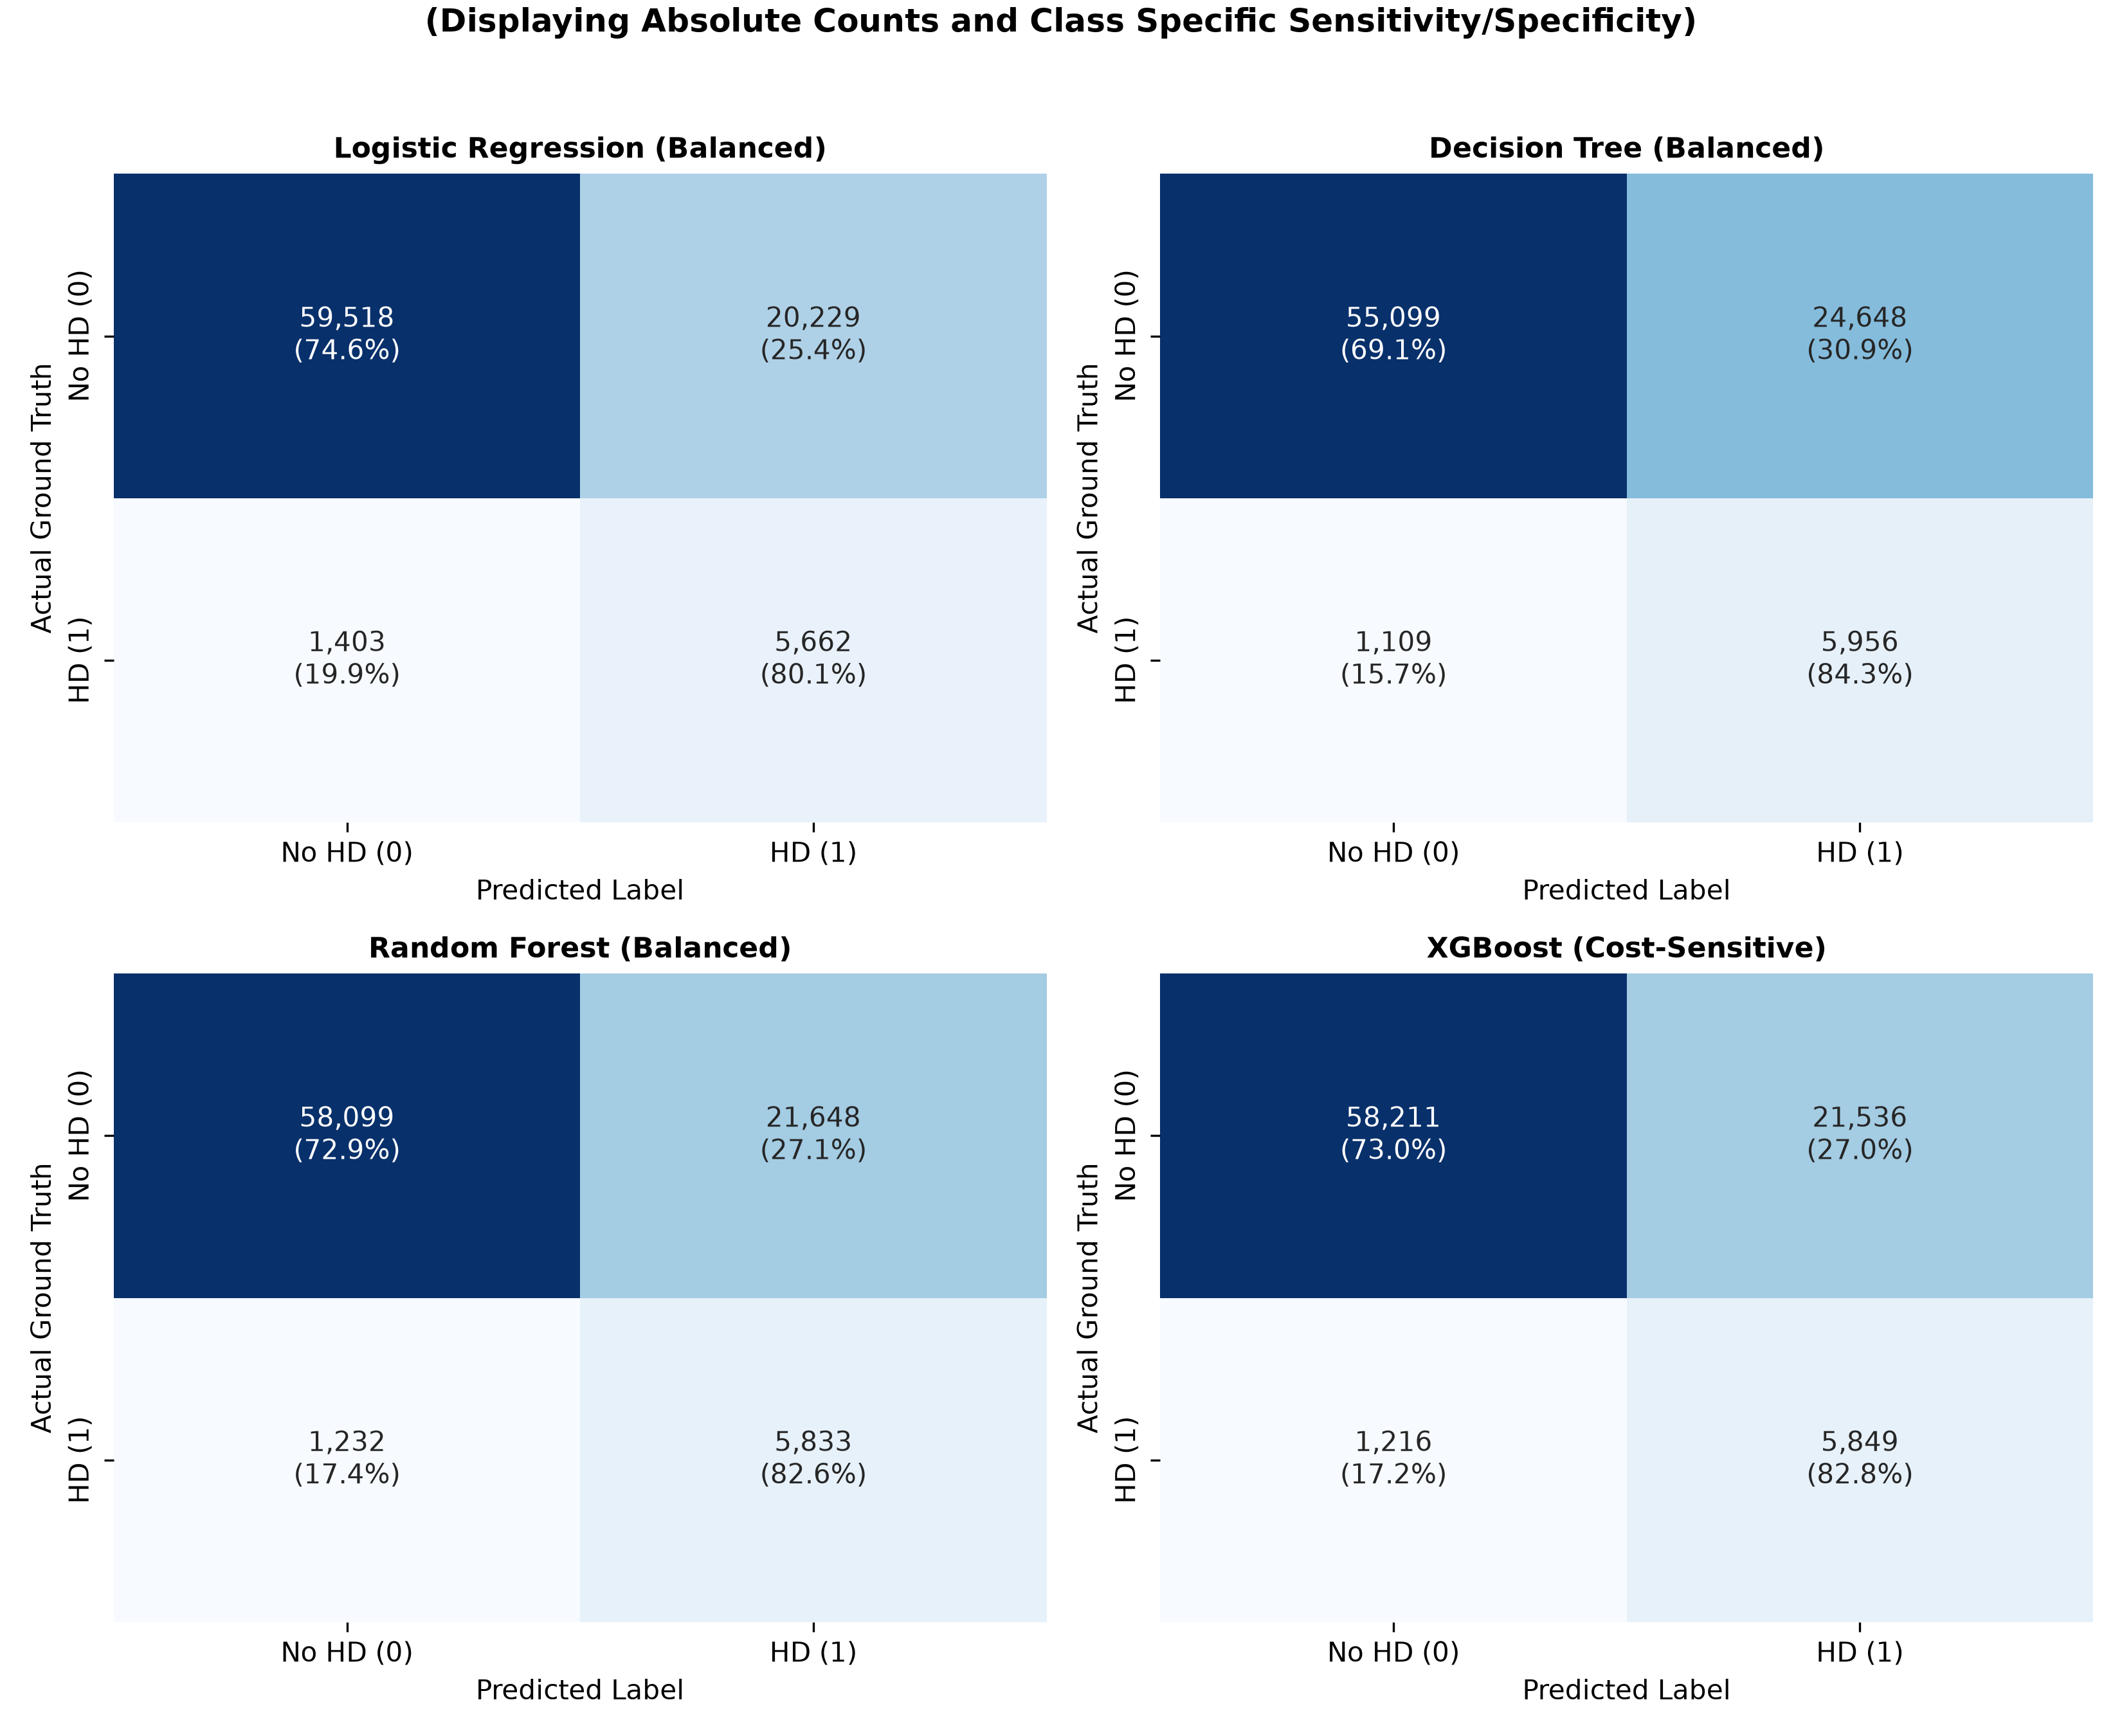 (Displaying Absolute Counts and Class Specific Sensitivity/Specificity)
Logistic Regression (Balanced)
Actual Ground Truth
No HD (0)
59,518
(74.6%)
20,229
(25.4%)
HD (1)
1,403
(19.9%)
5,662
(80.1%)
No HD (0)
HD (1)
Predicted Label
Decision Tree (Balanced)
Actual Ground Truth
No HD (0)
55,099
(69.1%)
24,648
(30.9%)
HD (1)
1,109
(15.7%)
5,956
(84.3%)
No HD (0)
HD (1)
Predicted Label
Random Forest (Balanced)
Actual Ground Truth
No HD (0)
58,099
(72.9%)
21,648
(27.1%)
HD (1)
1,232
(17.4%)
5,833
(82.6%)
No HD (0)
HD (1)
Predicted Label
XGBoost (Cost-Sensitive)
Actual Ground Truth
No HD (0)
58,211
(73.0%)
21,536
(27.0%)
HD (1)
1,216
(17.2%)
5,849
(82.8%)
No HD (0)
HD (1)
Predicted Label